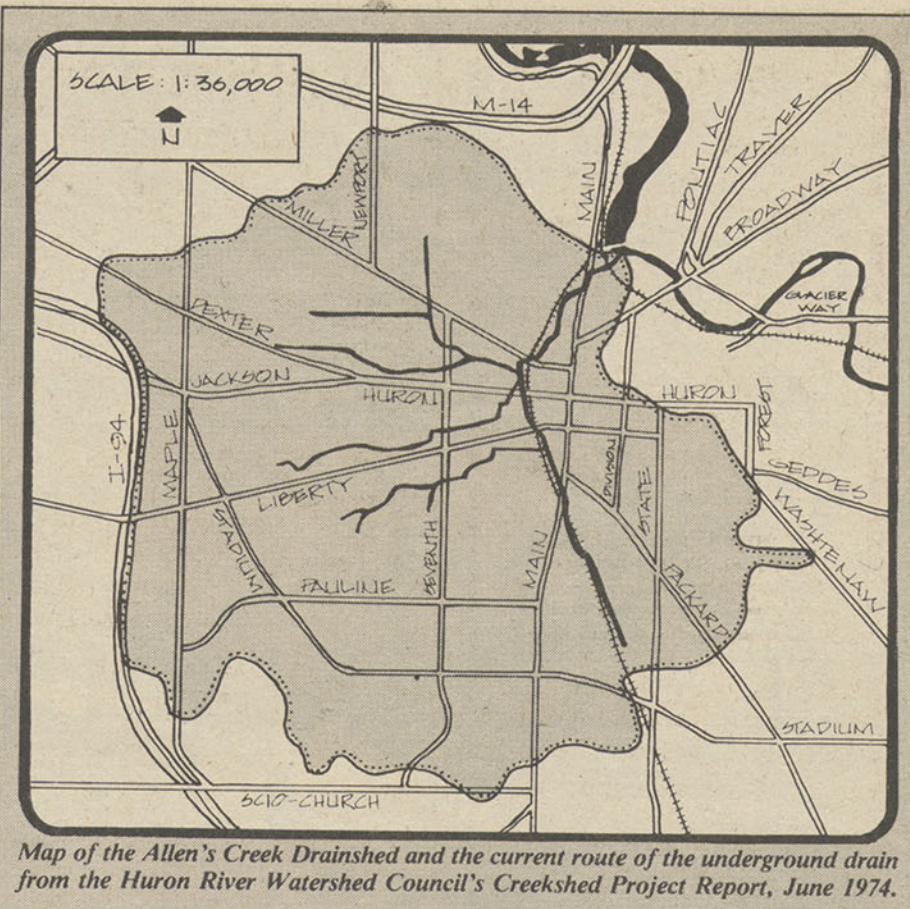 SCALE: 1:36,000
N
M-14
PONTIAC
TRAVER
BROADWAY
MAIN
NEWPORT
MILLER
GLACIER
WAY
DEXTER
JACKSON
HURON
HURON
FOREST
I-94
MAPLE
LIBERTY
DIVISION
STATE
GEDDES
WASHTENAW
STADIUM
SEVENTH
MAIN
PAULINE
PACKARD
STADIUM
SCIO-CHURCH
Map of the Allen's Creek Drainshed and the current route of the underground drain
from the Huron River Watershed Council's Creekshed Project Report, June 1974.